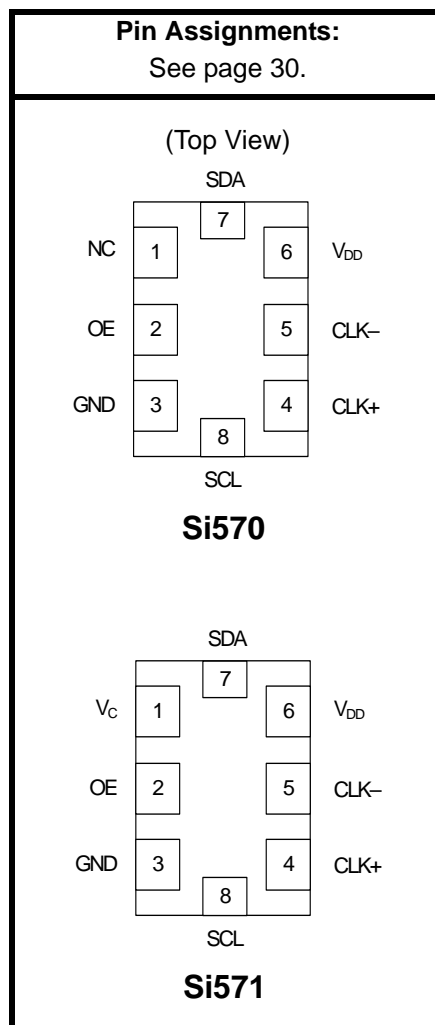 Pin Assignments:
See page 30.
(Top View)
SDA
7
NC 1 6 VDD
OE 2 5 CLK–
GND 3 4 CLK+
8
SCL
Si570
SDA
7
VC 1 6 VDD
OE 2 5 CLK–
GND 3 4 CLK+
8
SCL
Si571